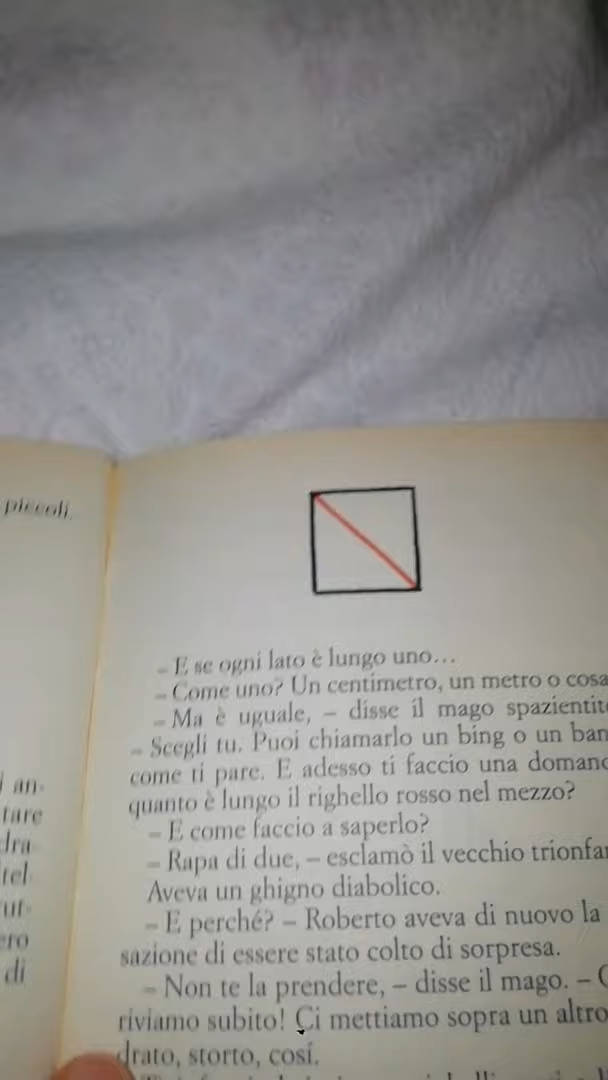 piccoli.
an-
tare
dra
tel
ut-
ero
di
– E se ogni lato è lungo uno...
– Come uno? Un centimetro, un metro o cosa
– Ma è uguale, – disse il mago spazientit
– Scegli tu. Puoi chiamarlo un bing o un ban
come ti pare. E adesso ti faccio una doman
quanto è lungo il righello rosso nel mezzo?
– E come faccio a saperlo?
– Rapa di due, – esclamò il vecchio trionfa
Aveva un ghigno diabolico.
– E perché? – Roberto aveva di nuovo la
sazione di essere stato colto di sorpresa.
– Non te la prendere, – disse il mago. –
riviamo subito! Ci mettiamo sopra un altro
drato, storto, cosí.